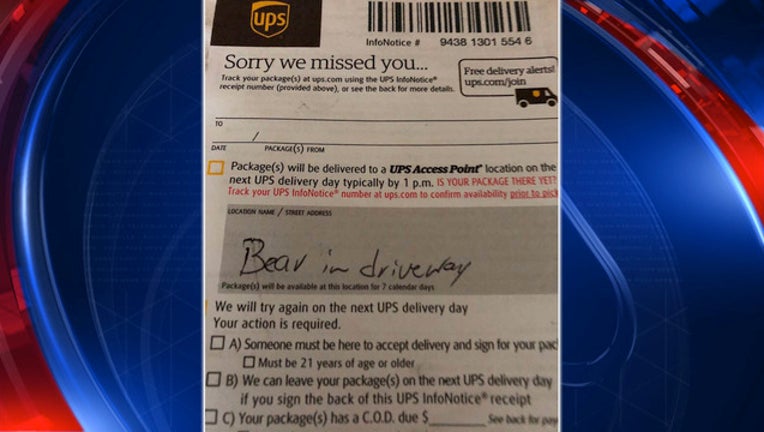 ups
InfoNotice # 9438 1301 554 6
Sorry we missed you...
Track your package(s) at ups.com using the UPS InfoNotice®
receipt number (provided above), or see the back for more details.
Free delivery alerts!
ups.com/join
TO
/
DATE PACKAGE(S) FROM
Package(s) will be delivered to a UPS Access Point® location on the
next UPS delivery day typically by 1 p.m. IS YOUR PACKAGE THERE YET?
Track your UPS InfoNotice® number at ups.com to confirm availability prior to pick
LOCATION NAME / STREET ADDRESS
Bear in driveway
Package(s) will be available at this location for 7 calendar days
We will try again on the next UPS delivery day
Your action is required.
A) Someone must be here to accept delivery and sign for your pac
Must be 21 years of age or older
B) We can leave your package(s) on the next UPS delivery day
if you sign the back of this UPS InfoNotice® receipt
C) Your package(s) has a C.O.D. due $ See back for pay